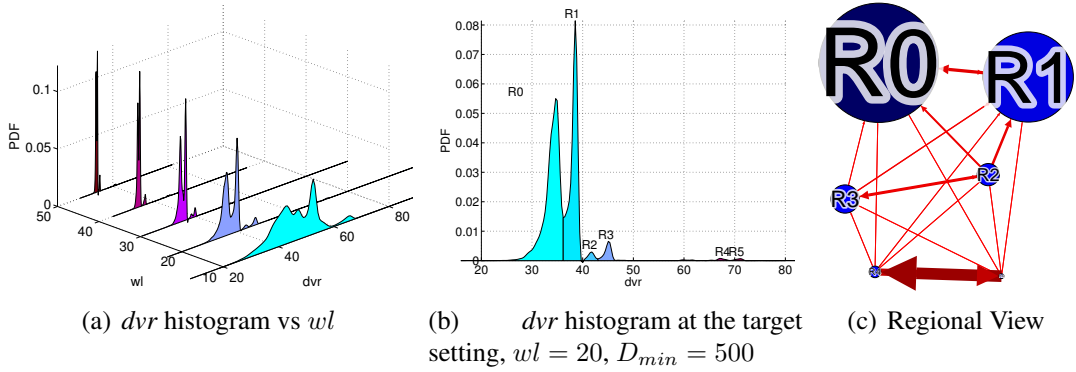 0.1
0.05
0
PDF
50
40
30
20
10
wl
20
40
60
80
dvr
0.08
0.07
0.06
0.05
0.04
0.03
0.02
0.01
0
PDF
R0
R1
R2
R3
R4 R5
20
30
40
50
60
70
80
dvr
R0
R1
R2
R3
(a) dvr histogram vs wl
(b) dvr histogram at the target
setting, wl = 20, D_min = 500
(c) Regional View